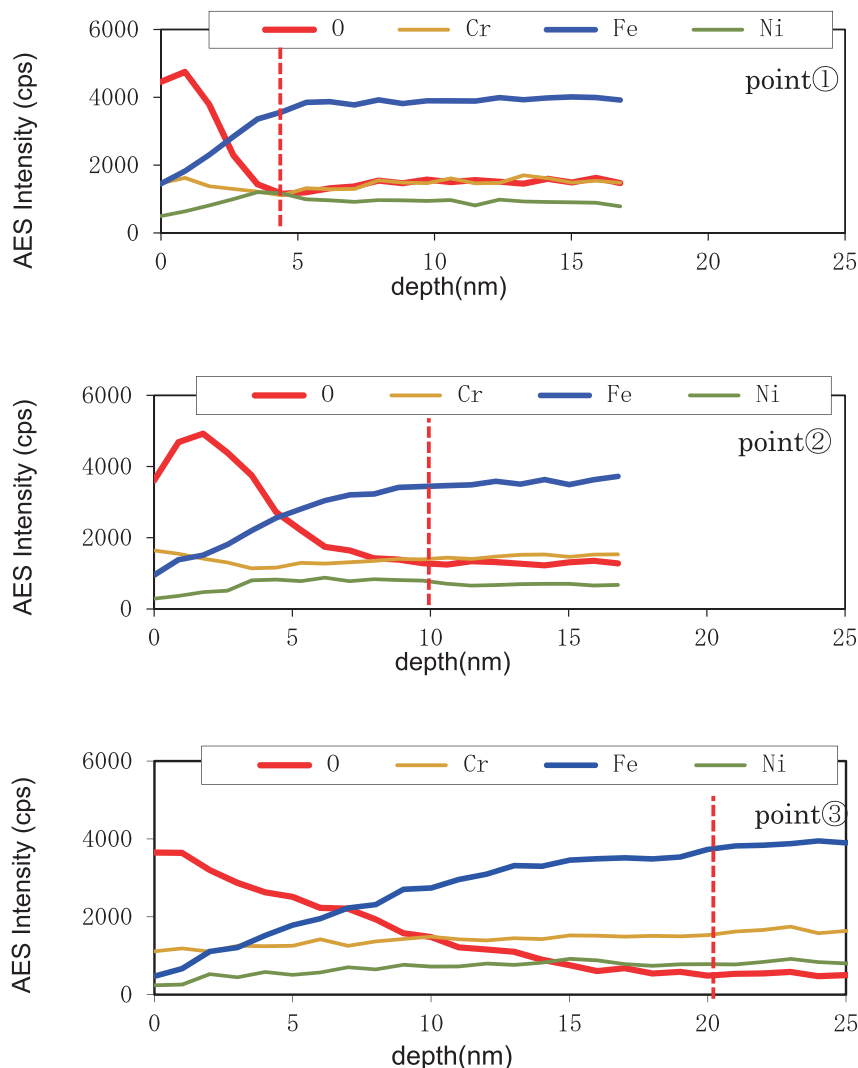 O Cr Fe Ni
point①
AES Intensity (cps)
6000
4000
2000
0
0 5 10 15 20 25
depth(nm)
O Cr Fe Ni
point②
AES Intensity (cps)
6000
4000
2000
0
0 5 10 15 20 25
depth(nm)
O Cr Fe Ni
point③
AES Intensity (cps)
6000
4000
2000
0
0 5 10 15 20 25
depth(nm)